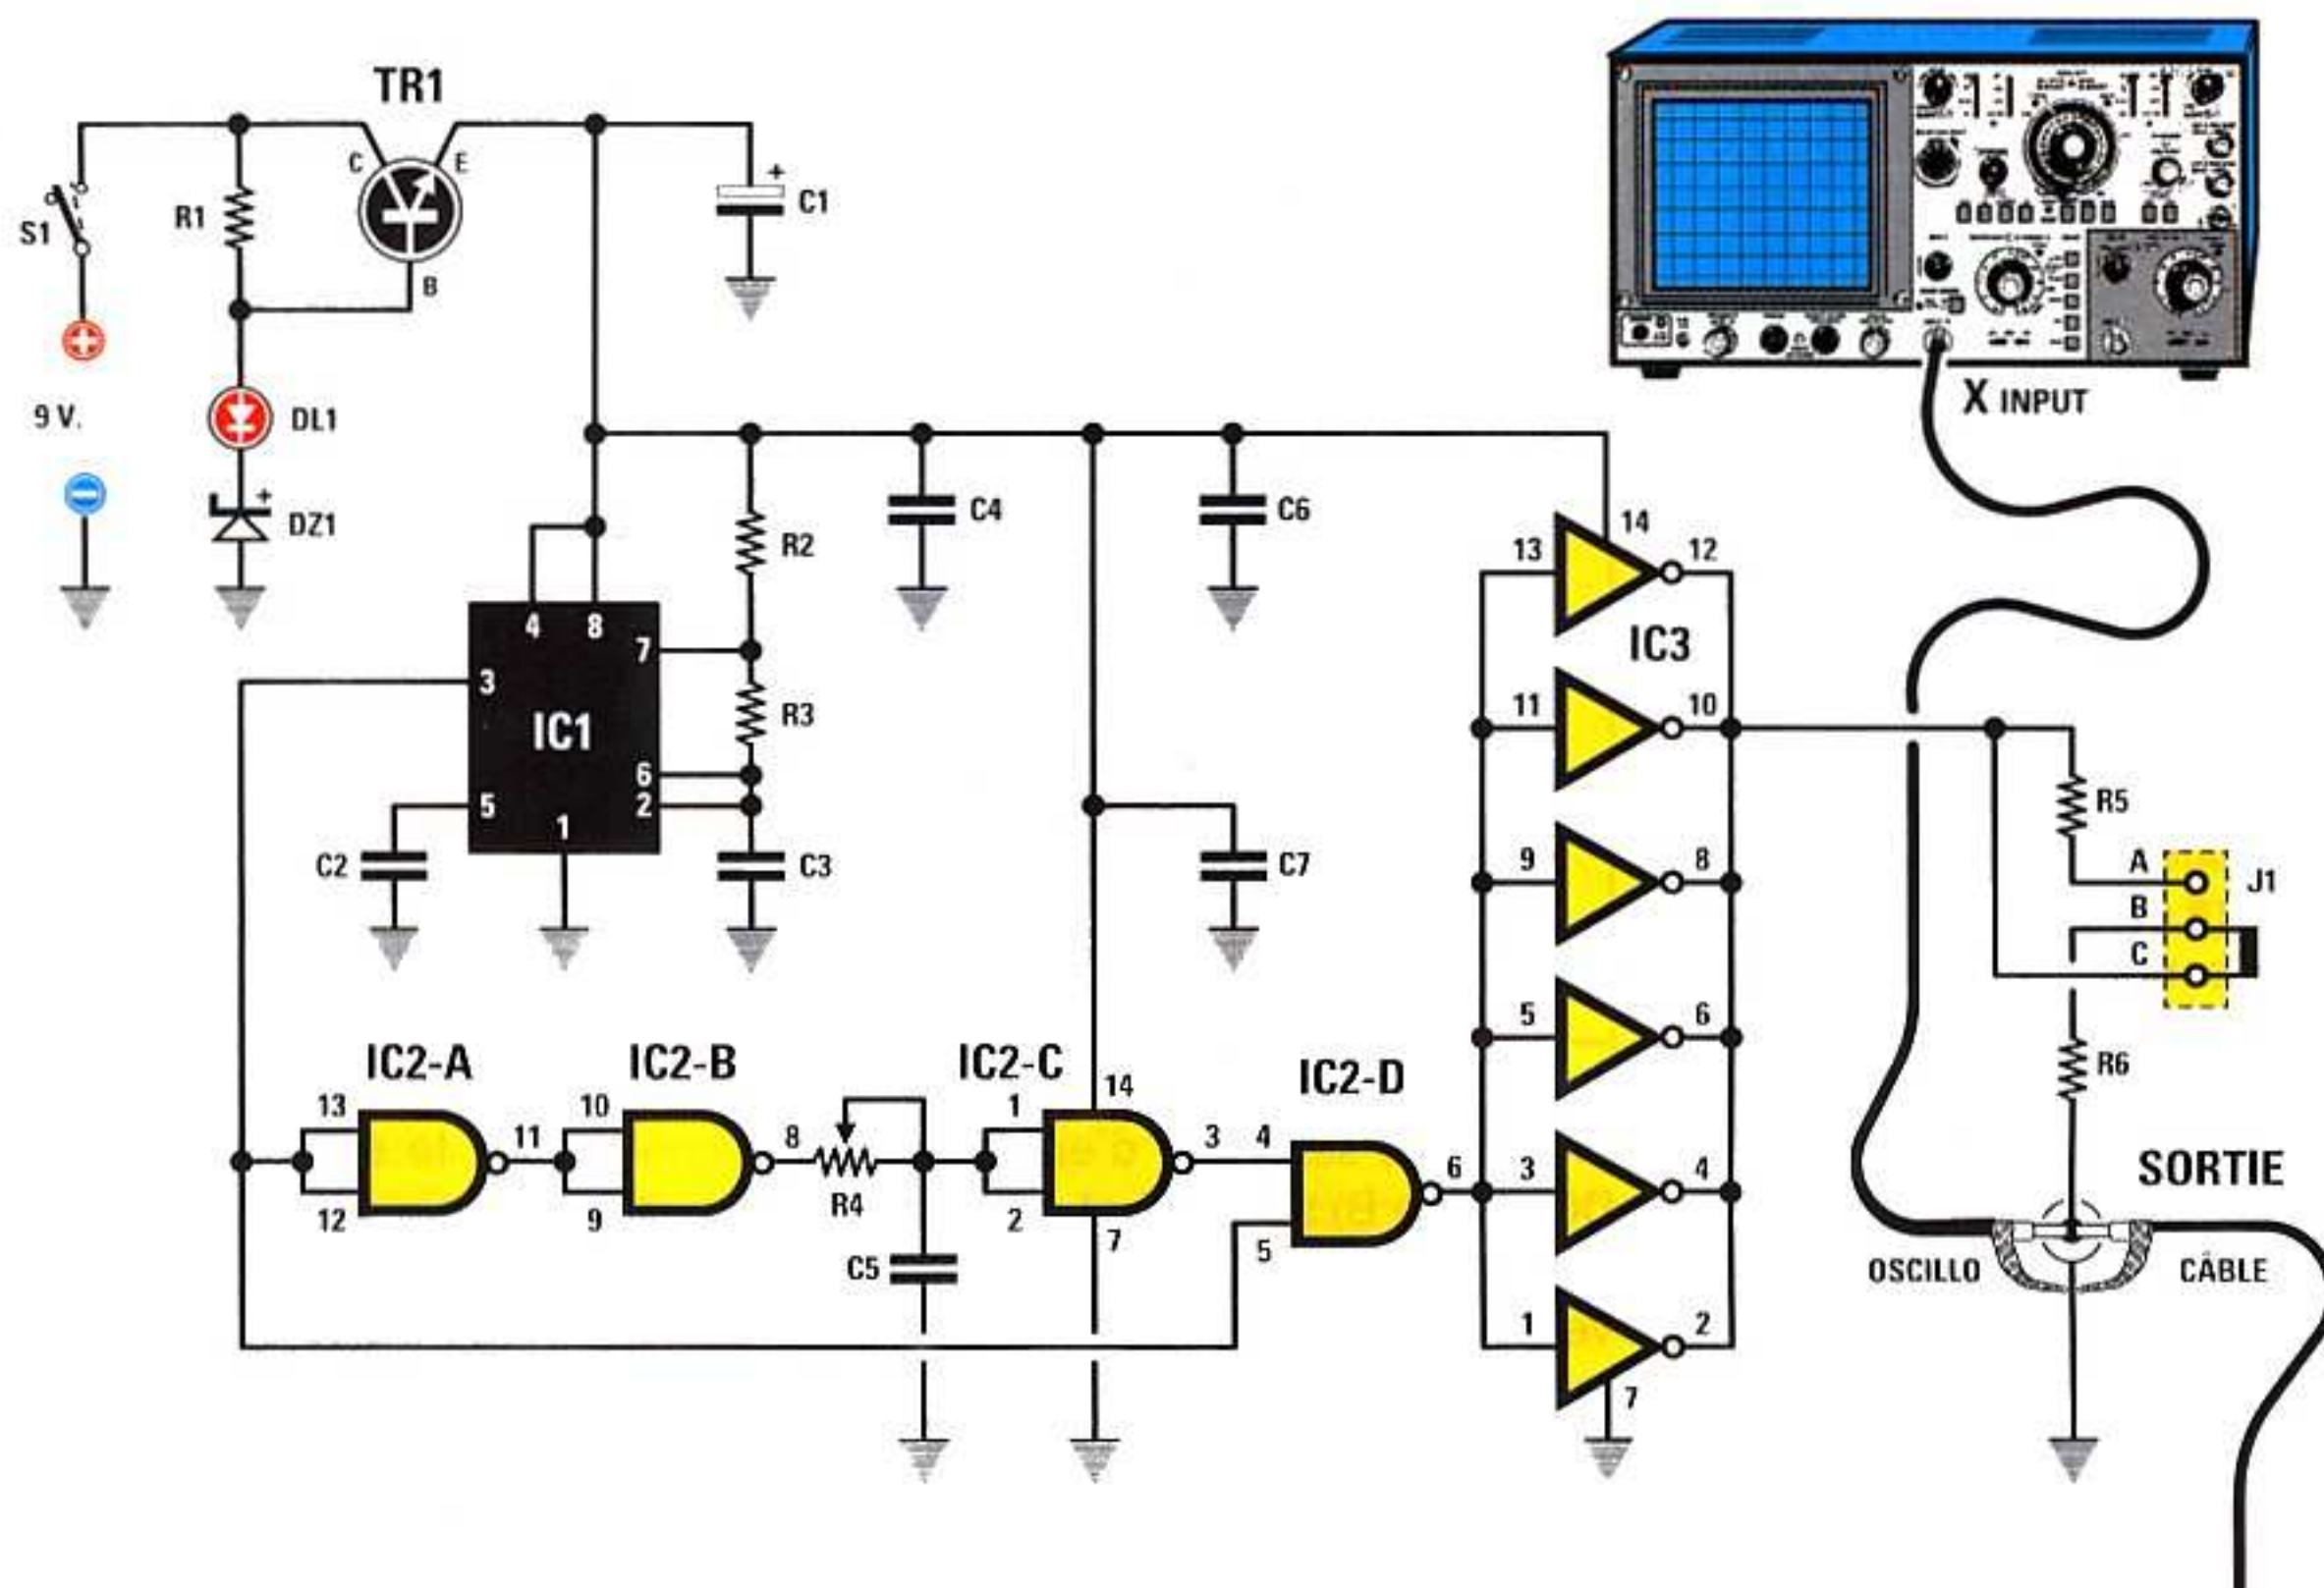 TR1
C
E
B
S1
R1
+
C1
9 V.
DL1
+
DZ1
X INPUT
R2
C4
C6
4
8
7
3
IC1
R3
6
5
2
1
C2
C3
C7
13
14
12
IC3
11
10
9
8
5
6
3
4
1
2
7
R5
A
J1
B
C
R6
IC2-A
13
12
11
IC2-B
10
9
8
R4
C5
IC2-C
1
14
2
7
3
IC2-D
4
5
6
SORTIE
OSCILLO
CÂBLE